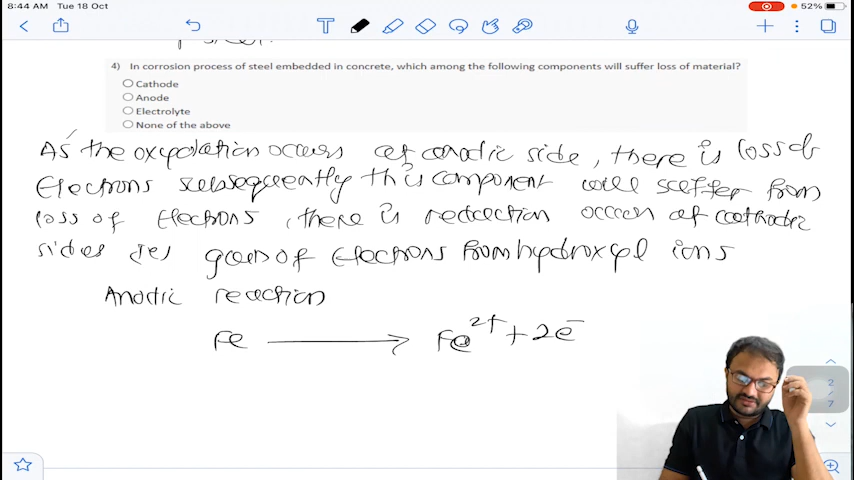 8:44 AM Tue 18 Oct
52%
4) In corrosion process of steel embedded in concrete, which among the following components will suffer loss of material?
Cathode
Anode
Electrolyte
None of the above
As the oxydation occurs at anodic side, there is loss of
Electrons subsequently this component will suffer from
loss of Electrons, there is reduction occur at cathodic
sides ies gain of Electrons from hydroxyl ions
Anodic reaction
Fe → Fe²⁺ + 2e⁻
2
/
7